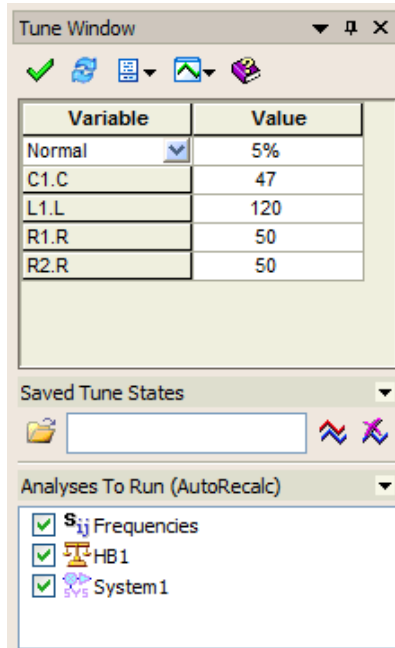 Tune Window
Variable Value
Normal 5%
C1.C 47
L1.L 120
R1.R 50
R2.R 50
Saved Tune States
Analyses To Run (AutoRecalc)
Sij Frequencies
HB1
SYS System1